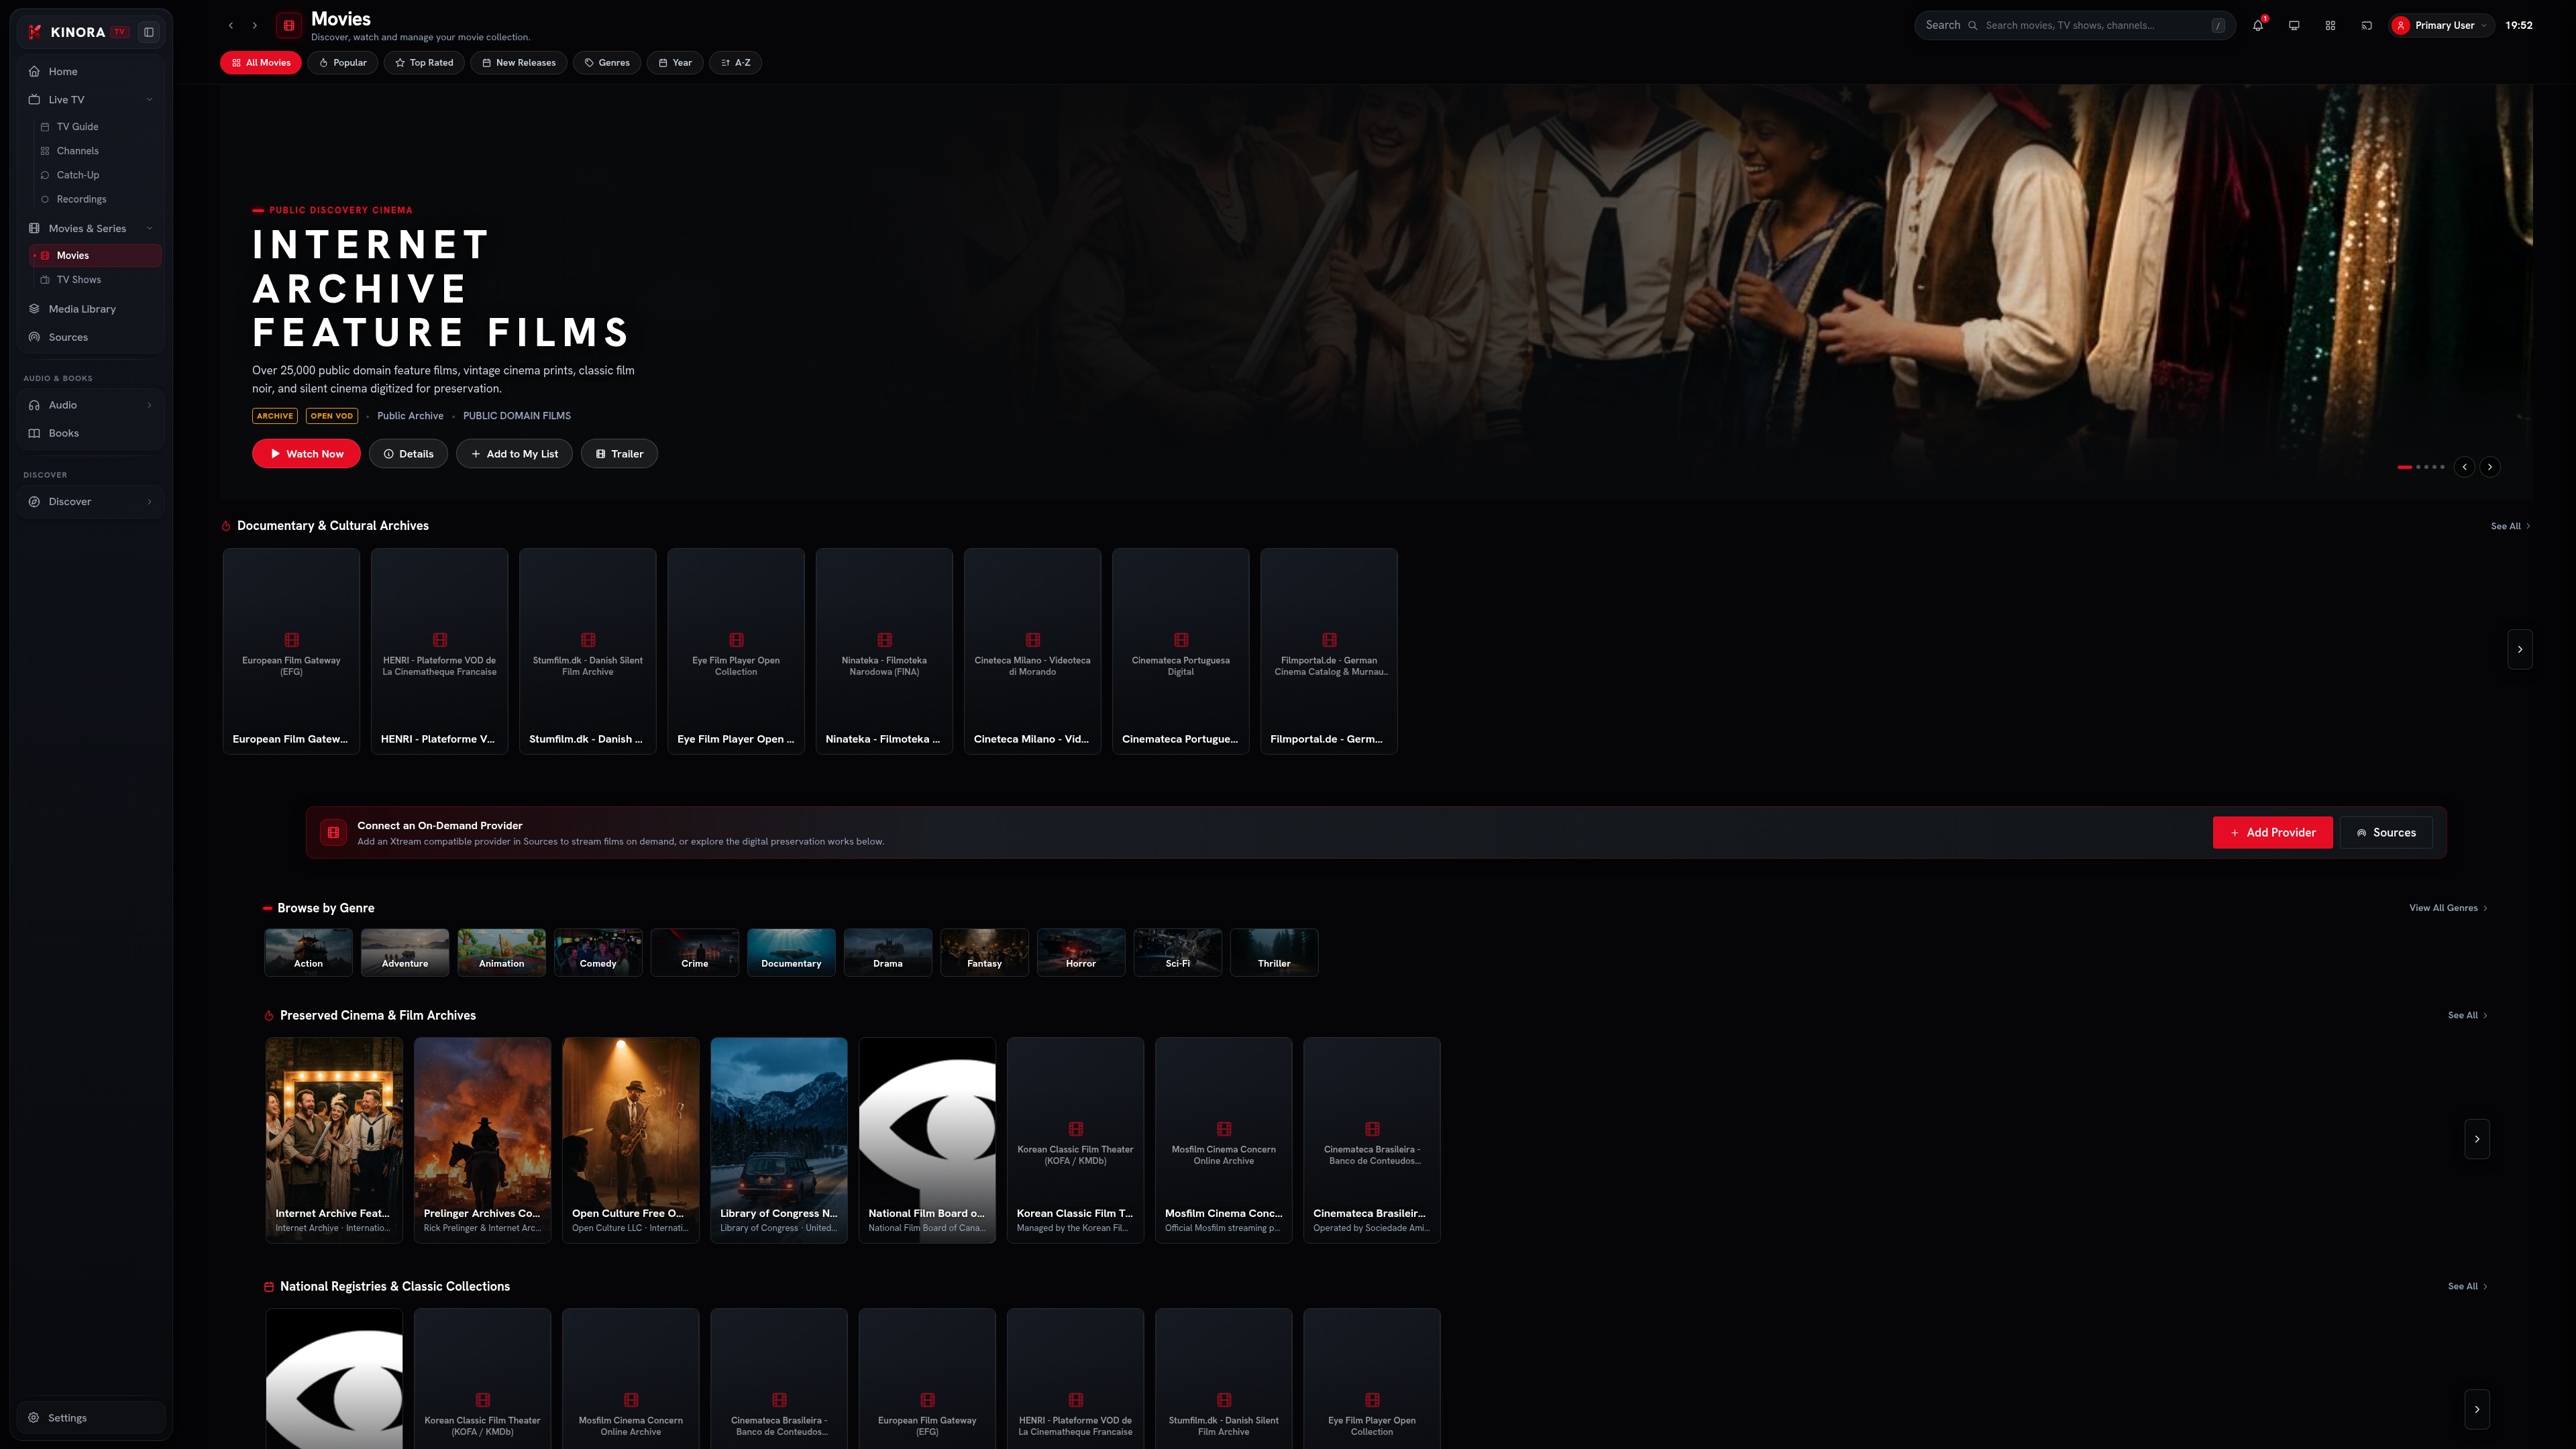 KINORA TV
Home
Live TV
TV Guide
Channels
Catch-Up
Recordings
Movies & Series
Movies
TV Shows
Media Library
Sources
AUDIO & BOOKS
Audio
Books
DISCOVER
Discover
Settings
Movies
Discover, watch and manage your movie collection.
Search Search movies, TV shows, channels... /
1
Primary User
19:52
All Movies
Popular
Top Rated
New Releases
Genres
Year
A-Z
PUBLIC DISCOVERY CINEMA
INTERNET
ARCHIVE
FEATURE FILMS
Over 25,000 public domain feature films, vintage cinema prints, classic film
noir, and silent cinema digitized for preservation.
ARCHIVE OPEN VOD • Public Archive • PUBLIC DOMAIN FILMS
Watch Now
Details
Add to My List
Trailer
Documentary & Cultural Archives
See All
European Film Gateway
(EFG)
European Film Gatew...
HENRI - Plateforme VOD de
La Cinematheque Francaise
HENRI - Plateforme V...
Stumfilm.dk - Danish Silent
Film Archive
Stumfilm.dk - Danish ...
Eye Film Player Open
Collection
Eye Film Player Open ...
Ninateka - Filmoteka
Narodowa (FINA)
Ninateka - Filmoteka ...
Cineteca Milano - Videoteca
di Morando
Cineteca Milano - Vid...
Cinemateca Portuguesa
Digital
Cinemateca Portugue...
Filmportal.de - German
Cinema Catalog & Murnau..
Filmportal.de - Germ...
Connect an On-Demand Provider
Add an Xtream compatible provider in Sources to stream films on demand, or explore the digital preservation works below.
Add Provider
Sources
Browse by Genre
View All Genres
Action
Adventure
Animation
Comedy
Crime
Documentary
Drama
Fantasy
Horror
Sci-Fi
Thriller
Preserved Cinema & Film Archives
See All
Internet Archive Feat...
Internet Archive · Internatio...
Prelinger Archives Co...
Rick Prelinger & Internet Arc...
Open Culture Free O...
Open Culture LLC · Internati...
Library of Congress N...
Library of Congress · United...
National Film Board o...
National Film Board of Cana...
Korean Classic Film Theater
(KOFA / KMDb)
Korean Classic Film T...
Managed by the Korean Fil...
Mosfilm Cinema Concern
Online Archive
Mosfilm Cinema Conc...
Official Mosfilm streaming p...
Cinemateca Brasileira -
Banco de Conteudos...
Cinemateca Brasileir...
Operated by Sociedade Ami...
National Registries & Classic Collections
See All
Korean Classic Film Theater
(KOFA / KMDb)
Mosfilm Cinema Concern
Online Archive
Cinemateca Brasileira -
Banco de Conteudos...
European Film Gateway
(EFG)
HENRI - Plateforme VOD de
La Cinematheque Francaise
Stumfilm.dk - Danish Silent
Film Archive
Eye Film Player Open
Collection